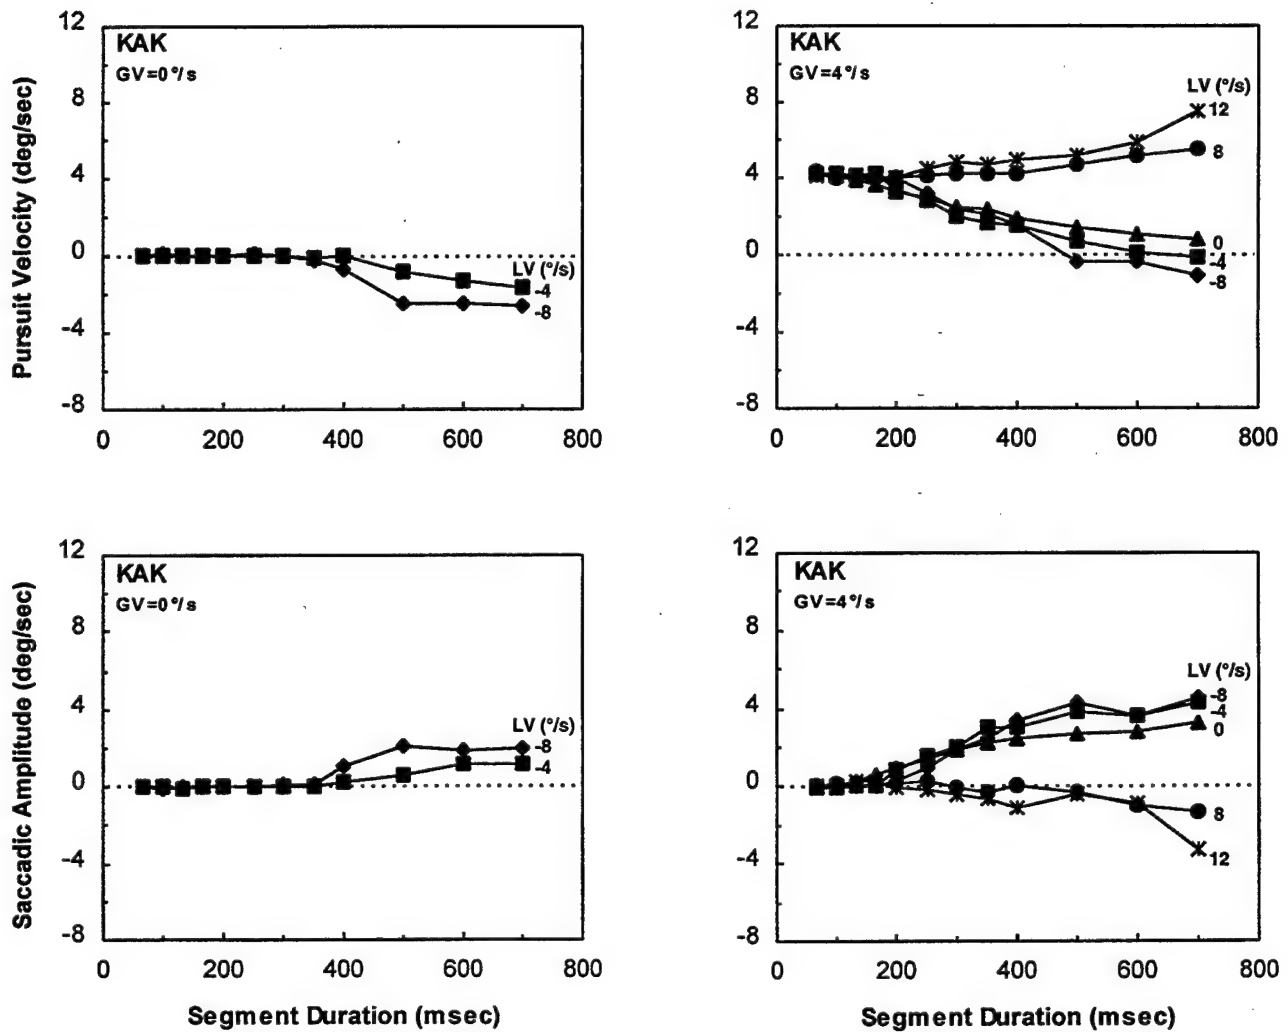 12
8
4
0
-4
-8
Pursuit Velocity (deg/sec)
KAK
GV=0°/s
LV (°/s)
-4
-8
0 200 400 600 800
12
8
4
0
-4
-8
KAK
GV=4°/s
LV (°/s)
12
8
0
-4
-8
0 200 400 600 800
12
8
4
0
-4
-8
Saccadic Amplitude (deg/sec)
KAK
GV=0°/s
LV (°/s)
-8
-4
0 200 400 600 800
Segment Duration (msec)
12
8
4
0
-4
-8
KAK
GV=4°/s
LV (°/s)
-8
-4
0
8
12
0 200 400 600 800
Segment Duration (msec)